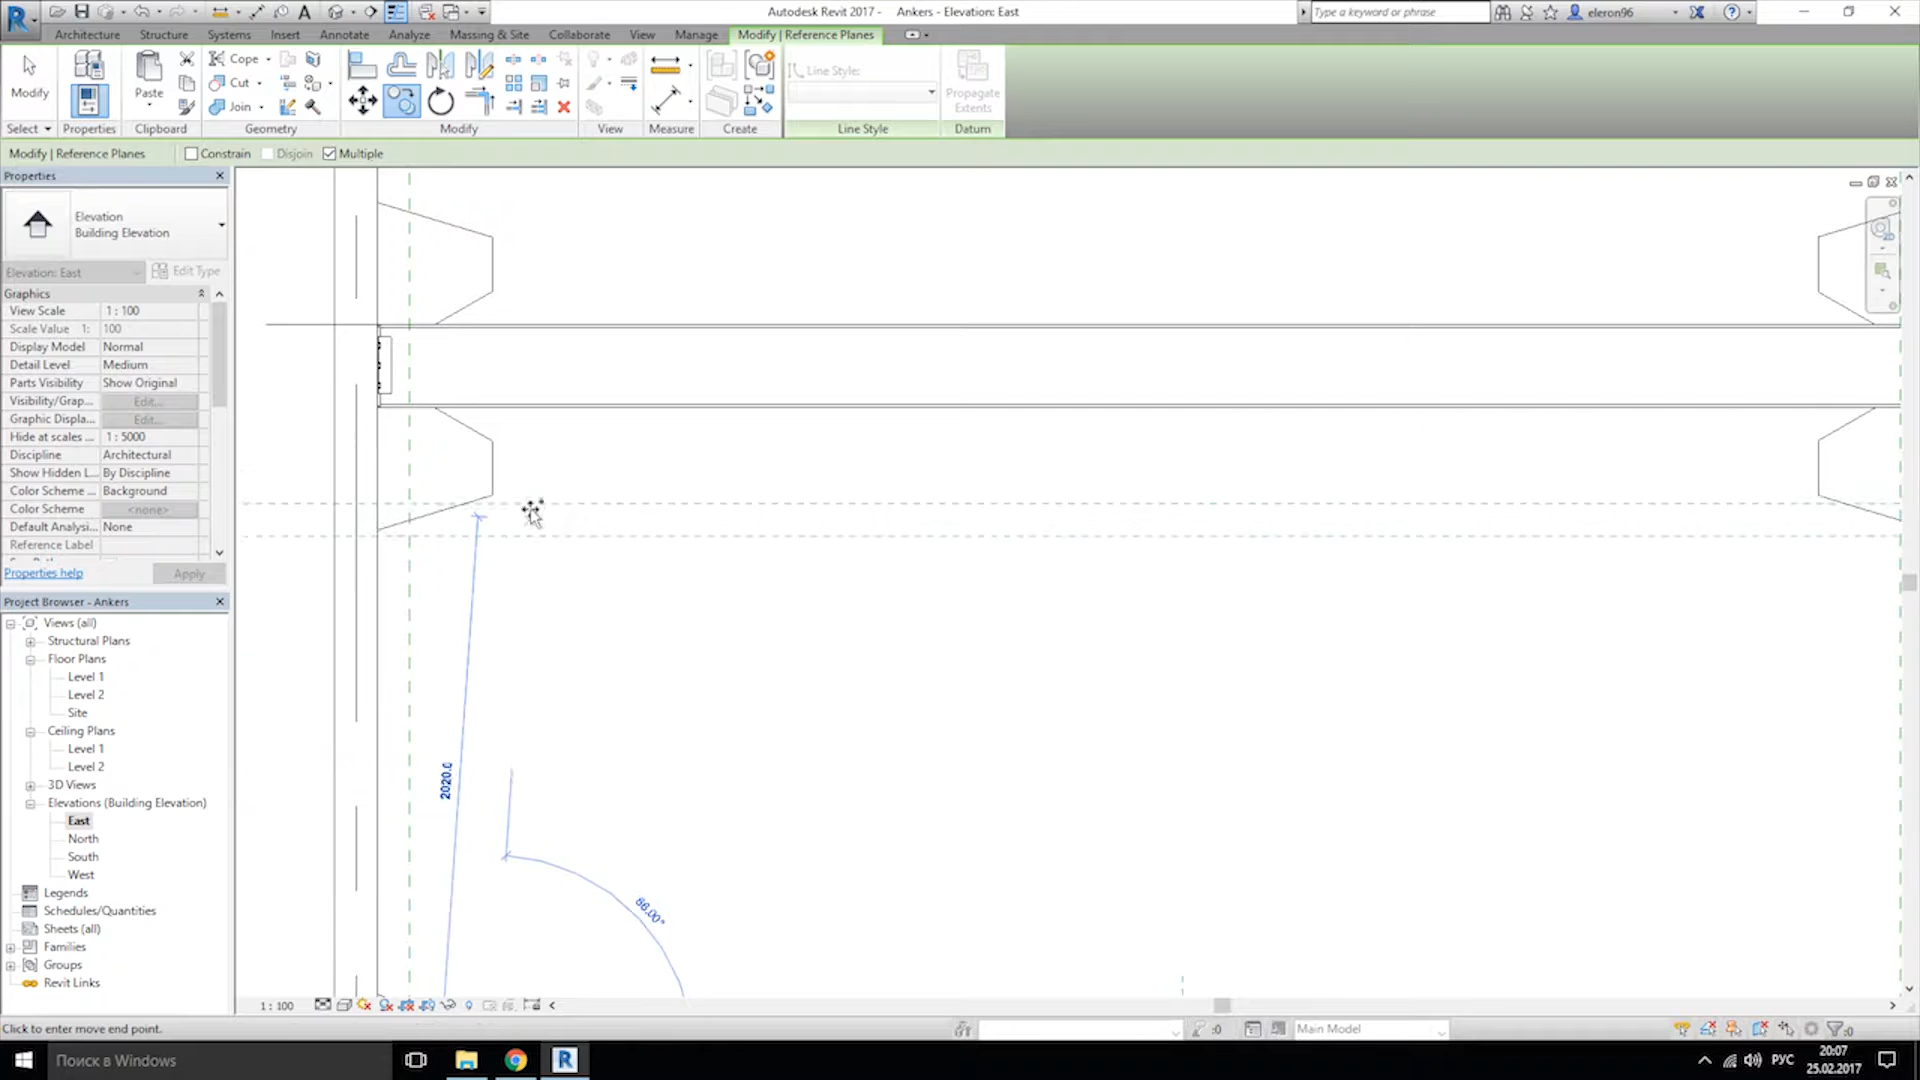 Autodesk Revit 2017 - Ankers - Elevation: East
Type a keyword or phrase
eleron96
Architecture Structure Systems Insert Annotate Analyze Massing & Site Collaborate View Manage Modify | Reference Planes
Modify
Paste
Cope
Cut
Join
Line Style:
Propagate
Extents
Select Properties Clipboard Geometry Modify View Measure Create Line Style Datum
Modify | Reference Planes Constrain Disjoin Multiple
Properties
Elevation
Building Elevation
Elevation: East Edit Type
Graphics
View Scale 1 : 100
Scale Value 1: 100
Display Model Normal
Detail Level Medium
Parts Visibility Show Original
Visibility/Grap... Edit...
Graphic Displa... Edit...
Hide at scales ... 1 : 5000
Discipline Architectural
Show Hidden L... By Discipline
Color Scheme ... Background
Color Scheme <none>
Default Analysi... None
Reference Label
Properties help Apply
Project Browser - Ankers
Views (all)
Structural Plans
Floor Plans
Level 1
Level 2
Site
Ceiling Plans
Level 1
Level 2
3D Views
Elevations (Building Elevation)
East
North
South
West
Legends
Schedules/Quantities
Sheets (all)
Families
Groups
Revit Links
2020.0
86.00°
1 : 100
Click to enter move end point.
:0
Main Model
:0
Поиск в Windows
РУС
20:07
25.02.2017